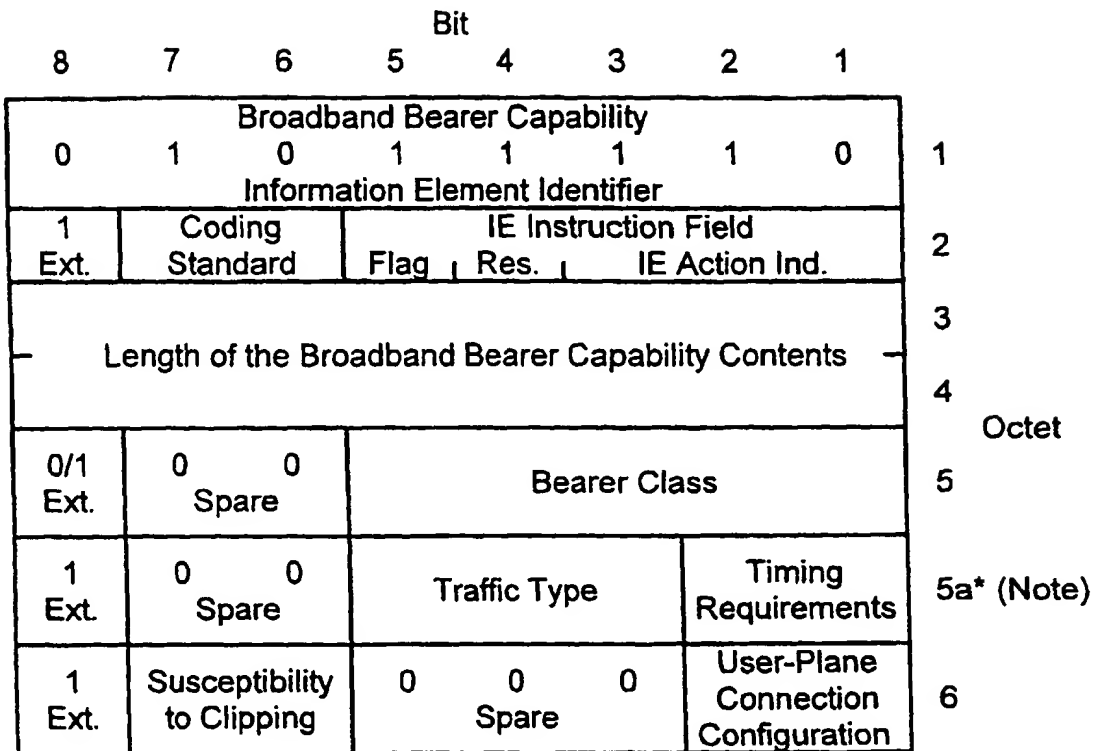 Bit
8 7 6 5 4 3 2 1
Broadband Bearer Capability
0 1 0 1 1 1 1 0 1
Information Element Identifier
1 Coding IE Instruction Field
Ext. Standard Flag Res. IE Action Ind. 2
3
Length of the Broadband Bearer Capability Contents
4
Octet
0/1 0 0 Bearer Class 5
Ext. Spare
1 0 0 Traffic Type Timing 5a* (Note)
Ext. Spare Requirements
1 Susceptibility 0 0 0 User-Plane 6
Ext. to Clipping Spare Connection
Configuration